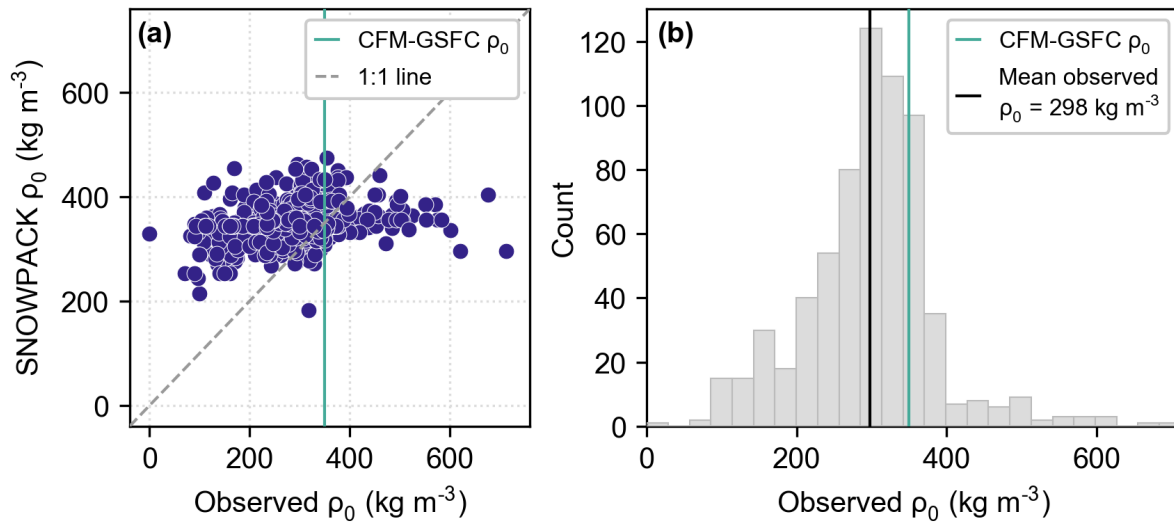 (a)
CFM-GSFC ρ₀
1:1 line
SNOWPACK ρ₀ (kg m⁻³)
600
400
200
0
0 200 400 600
Observed ρ₀ (kg m⁻³)
(b)
CFM-GSFC ρ₀
Mean observed
ρ₀ = 298 kg m⁻³
Count
120
100
80
60
40
20
0
0 200 400 600
Observed ρ₀ (kg m⁻³)